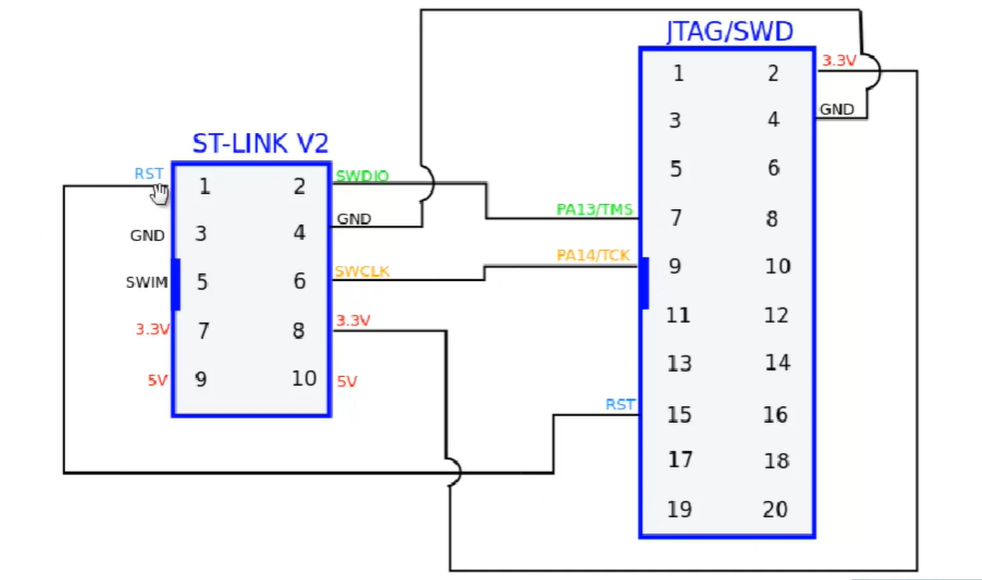 JTAG/SWD
1 2 3.3V
3 4 GND
5 6
PA13/TMS 7 8
PA14/TCK 9 10
11 12
13 14
RST 15 16
17 18
19 20
ST-LINK V2
RST 1 2 SWDIO
GND 3 4 GND
SWIM 5 6 SWCLK
3.3V 7 8 3.3V
5V 9 10 5V